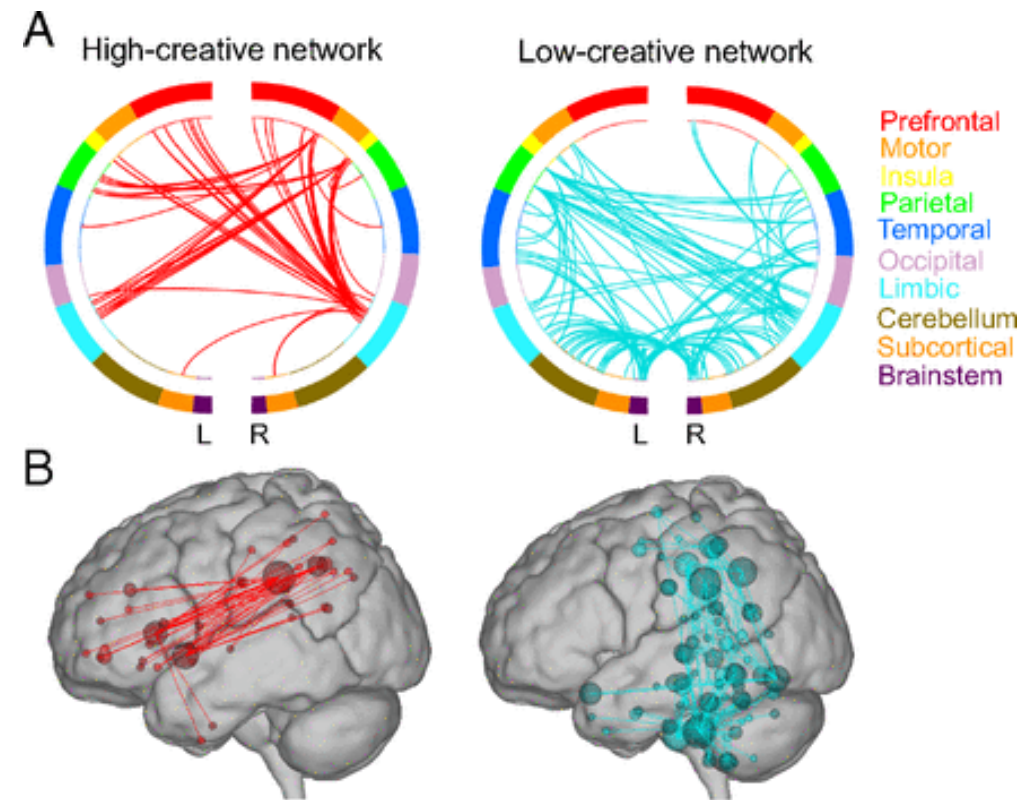 A
High-creative network
Low-creative network
Prefrontal
Motor
Insula
Parietal
Temporal
Occipital
Limbic
Cerebellum
Subcortical
Brainstem
L R
L R
B